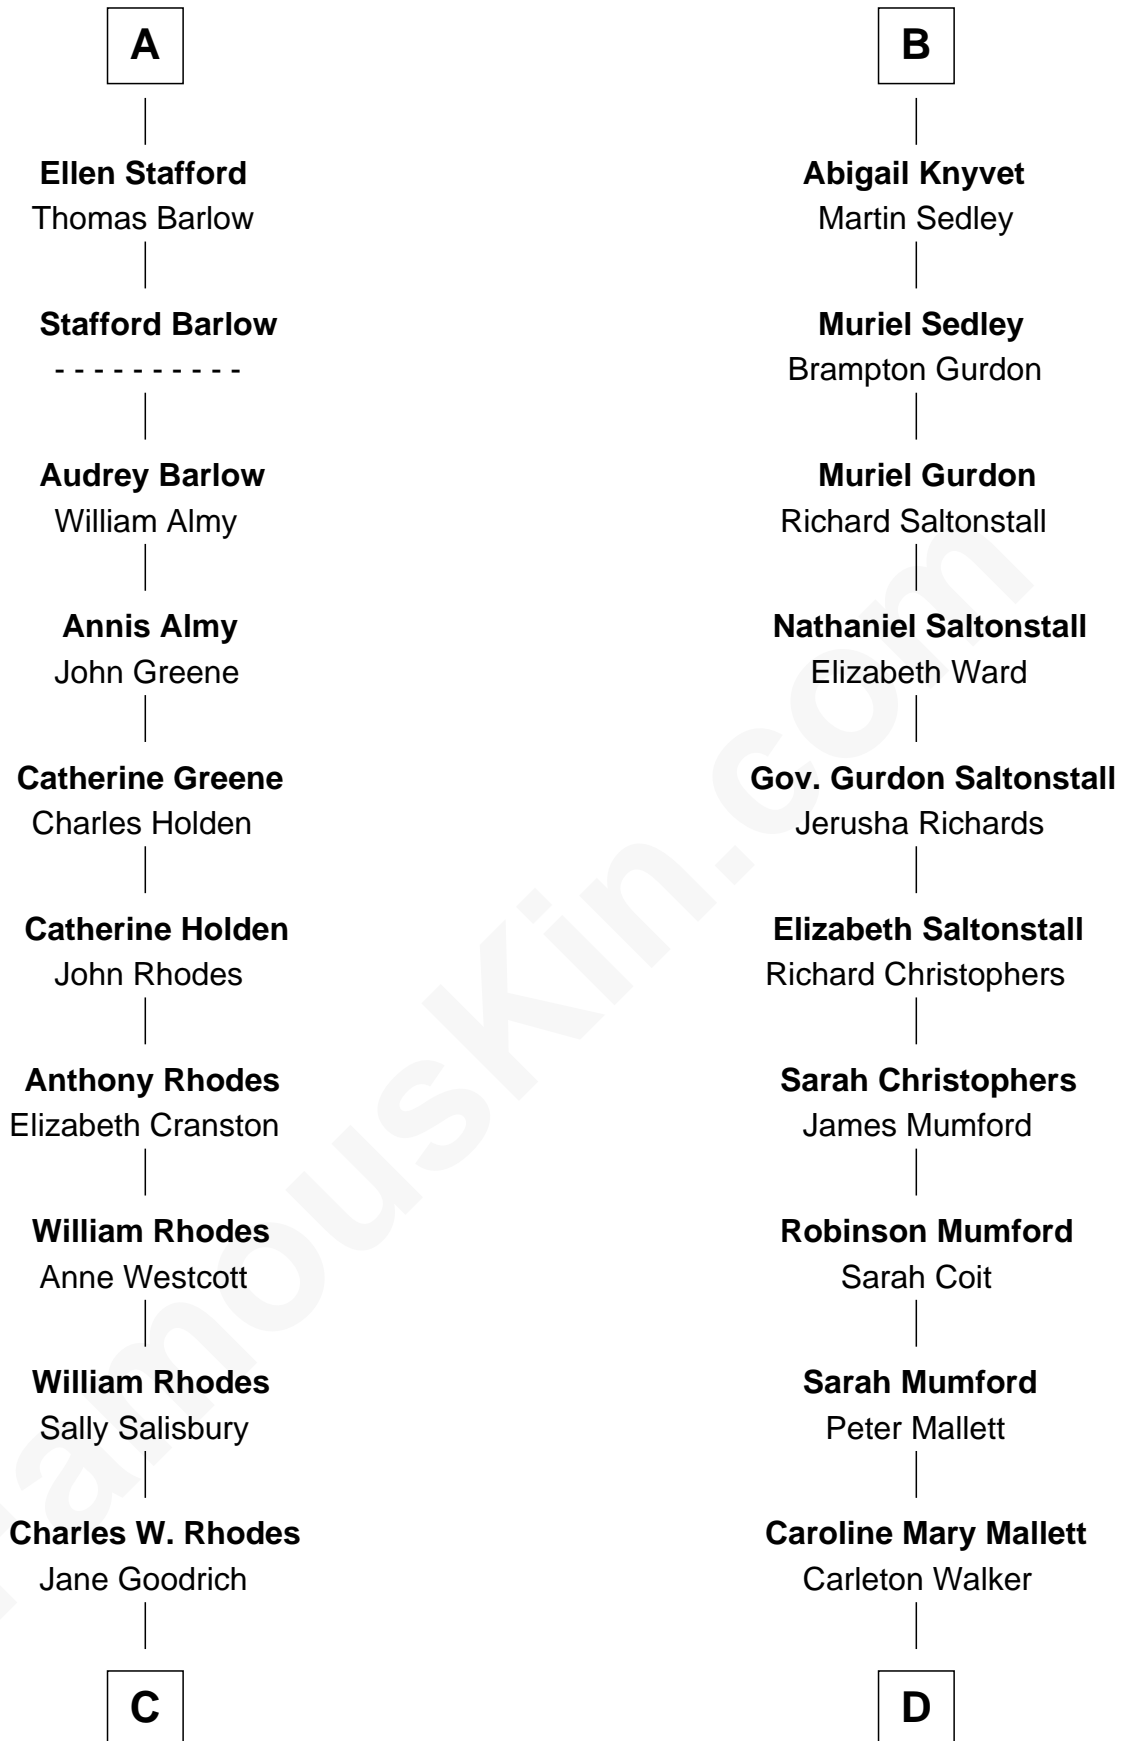 A
Ellen Stafford
Thomas Barlow
Stafford Barlow
- - - - - - - - - -
Audrey Barlow
William Almy
Annis Almy
John Greene
Catherine Greene
Charles Holden
Catherine Holden
John Rhodes
Anthony Rhodes
Elizabeth Cranston
William Rhodes
Anne Westcott
William Rhodes
Sally Salisbury
Charles W. Rhodes
Jane Goodrich
C
B
Abigail Knyvet
Martin Sedley
Muriel Sedley
Brampton Gurdon
Muriel Gurdon
Richard Saltonstall
Nathaniel Saltonstall
Elizabeth Ward
Gov. Gurdon Saltonstall
Jerusha Richards
Elizabeth Saltonstall
Richard Christophers
Sarah Christophers
James Mumford
Robinson Mumford
Sarah Coit
Sarah Mumford
Peter Mallett
Caroline Mary Mallett
Carleton Walker
D
FamousKin.com